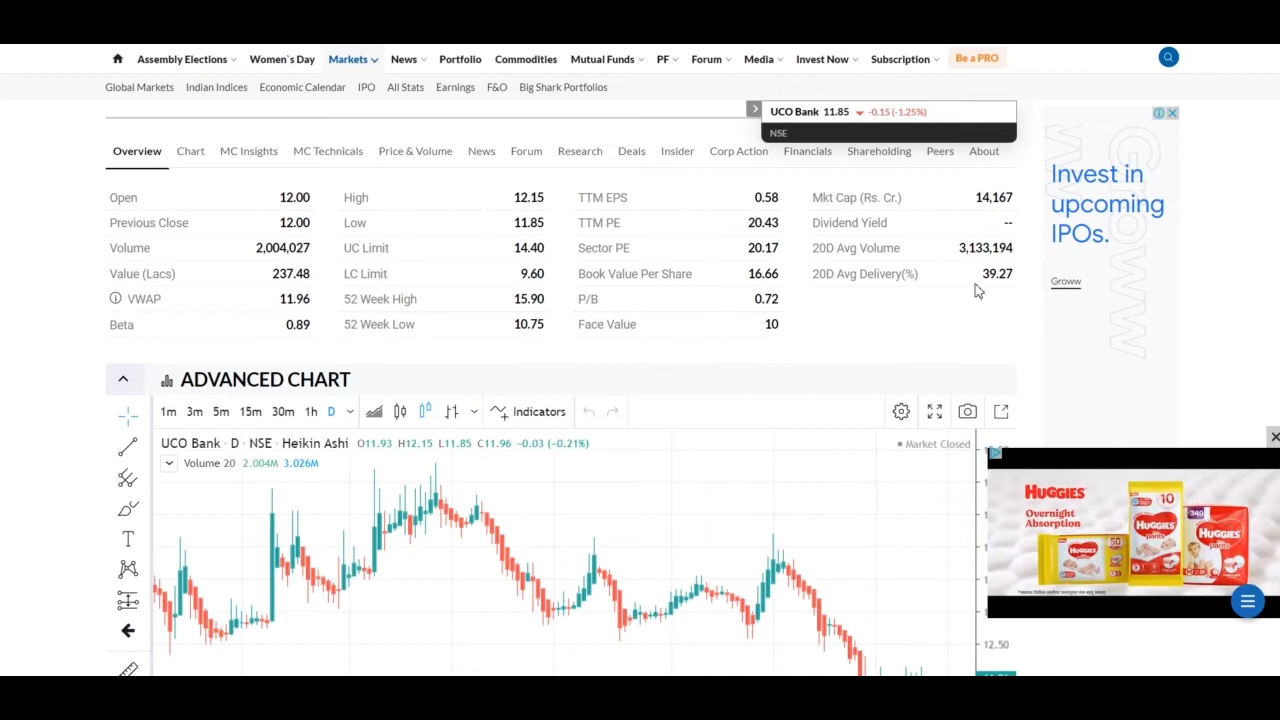 Assembly Elections Women`s Day Markets News Portfolio Commodities Mutual Funds PF Forum Media Invest Now Subscription Be a PRO
Global Markets Indian Indices Economic Calendar IPO All Stats Earnings F&O Big Shark Portfolios
UCO Bank 11.85 -0.15 (-1.25%)
NSE
Overview Chart MC Insights MC Technicals Price & Volume News Forum Research Deals Insider Corp Action Financials Shareholding Peers About
Open 12.00 High 12.15 TTM EPS 0.58 Mkt Cap (Rs. Cr.) 14,167
Previous Close 12.00 Low 11.85 TTM PE 20.43 Dividend Yield --
Volume 2,004,027 UC Limit 14.40 Sector PE 20.17 20D Avg Volume 3,133,194
Value (Lacs) 237.48 LC Limit 9.60 Book Value Per Share 16.66 20D Avg Delivery(%) 39.27
VWAP 11.96 52 Week High 15.90 P/B 0.72
Beta 0.89 52 Week Low 10.75 Face Value 10
Invest in
upcoming
IPOs.
Groww
ADVANCED CHART
1m 3m 5m 15m 30m 1h D Indicators
UCO Bank · D · NSE · Heikin Ashi O11.93 H12.15 L11.85 C11.96 -0.03 (-0.21%)
Market Closed
Volume 20 2.004M 3.026M
12.50
HUGGIES
Overnight
Absorption